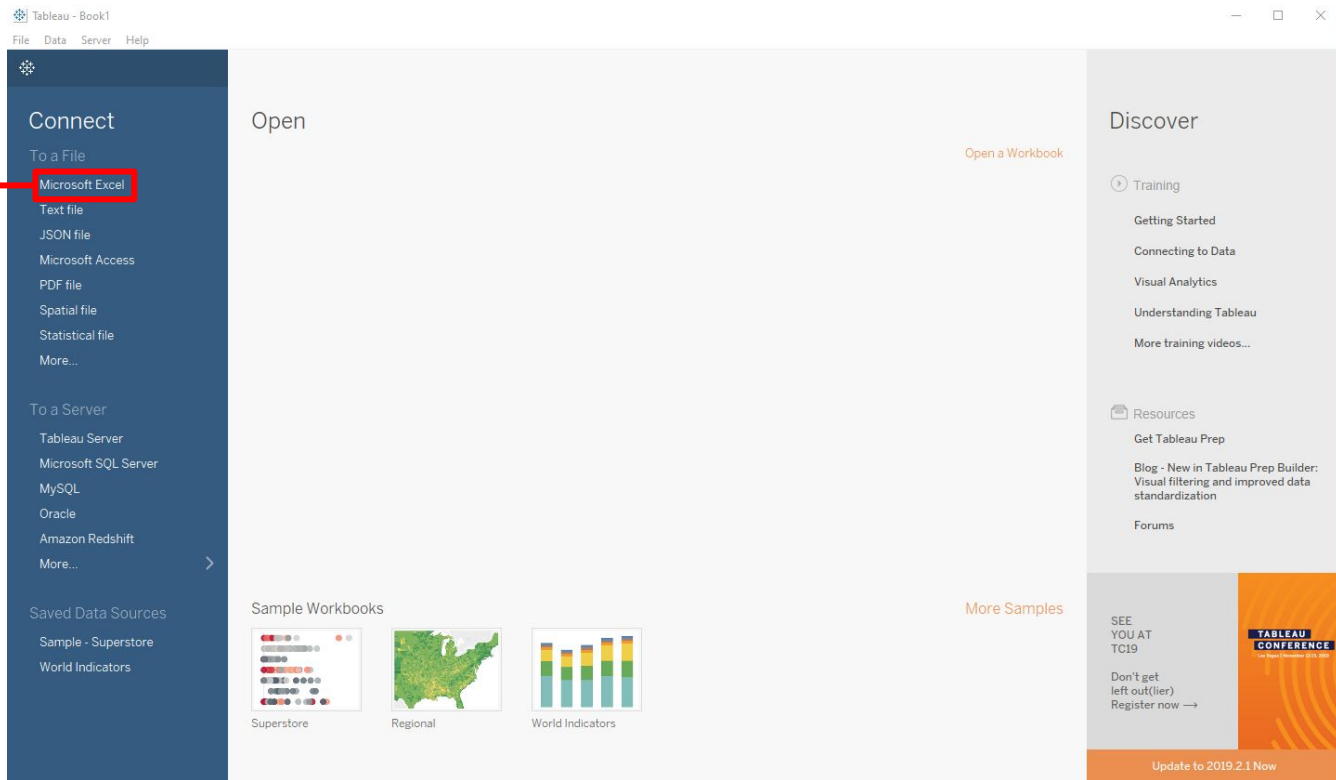 Tableau - Book1
File Data Server Help
Connect
To a File
Microsoft Excel
Text file
JSON file
Microsoft Access
PDF file
Spatial file
Statistical file
More...
To a Server
Tableau Server
Microsoft SQL Server
MySQL
Oracle
Amazon Redshift
More...
Saved Data Sources
Sample - Superstore
World Indicators
Open
Open a Workbook
Sample Workbooks
More Samples
Superstore
Regional
World Indicators
Discover
Training
Getting Started
Connecting to Data
Visual Analytics
Understanding Tableau
More training videos...
Resources
Get Tableau Prep
Blog - New in Tableau Prep Builder:
Visual filtering and improved data
standardization
Forums
SEE
YOU AT
TC19
Don't get
left out(lier)
Register now →
TABLEAU
CONFERENCE
Update to 2019.2.1 Now